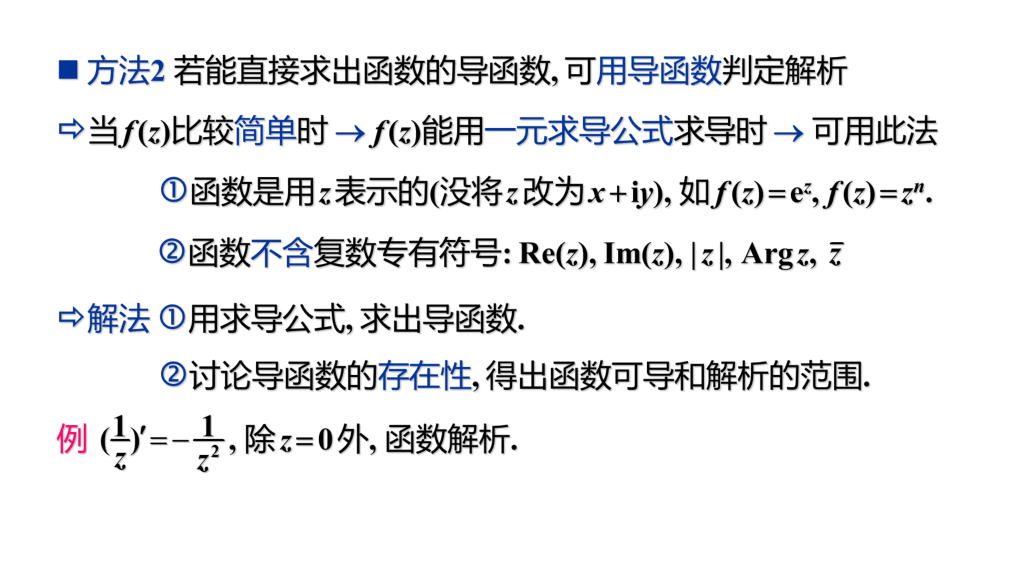 ■ 方法2 若能直接求出函数的导函数, 可用导函数判定解析
⇨当 f (z)比较简单时 → f (z)能用一元求导公式求导时 → 可用此法
①函数是用 z 表示的(没将 z 改为 x + iy), 如 f (z) = eᶻ, f (z) = zⁿ.
②函数不含复数专有符号: Re(z), Im(z), | z |, Arg z, z̄
⇨解法 ①用求导公式, 求出导函数.
②讨论导函数的存在性, 得出函数可导和解析的范围.
例 (1/z)′ = − 1/z² , 除 z = 0 外, 函数解析.